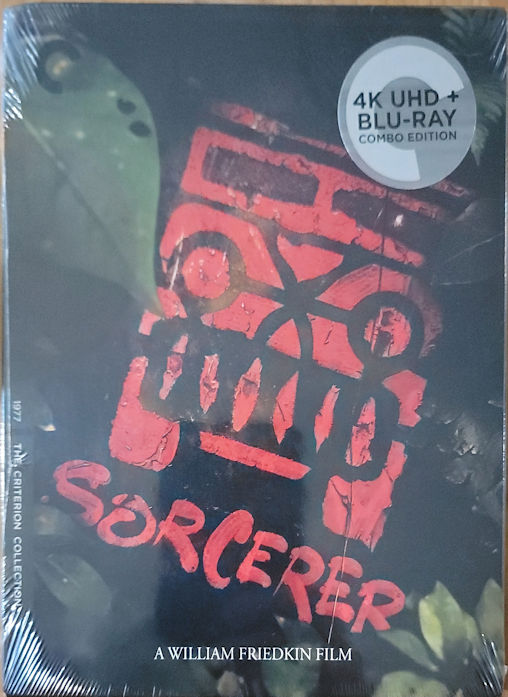 4K UHD +
BLU-RAY
COMBO EDITION
1977 THE CRITERION COLLECTION
SORCERER
A WILLIAM FRIEDKIN FILM